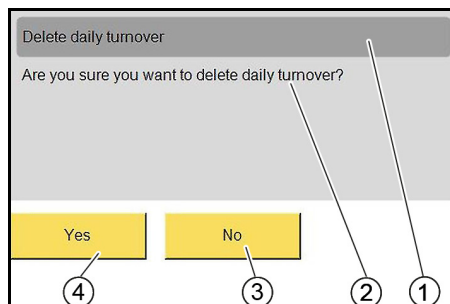 Delete daily turnover
Are you sure you want to delete daily turnover?
Yes
No
4
3
2
1